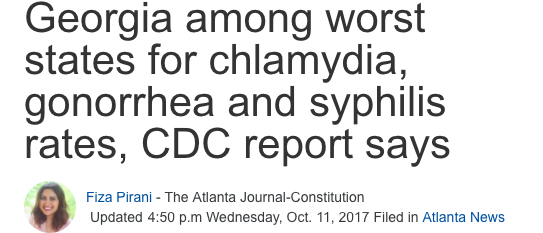 Georgia among worst
states for chlamydia,
gonorrhea and syphilis
rates, CDC report says
Fiza Pirani - The Atlanta Journal-Constitution
Updated 4:50 p.m Wednesday, Oct. 11, 2017 Filed in Atlanta News